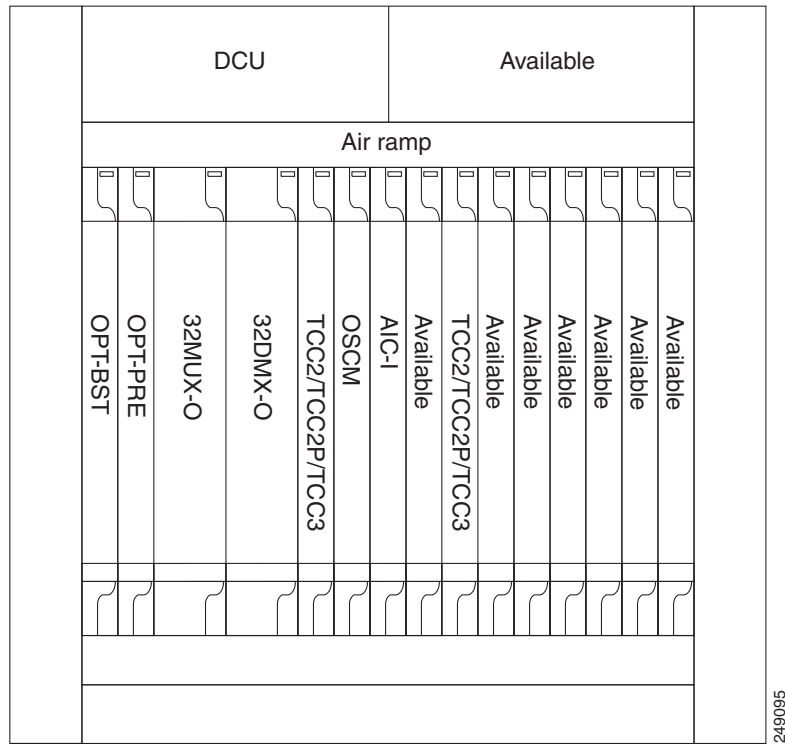 DCU
Available
Air ramp
OPT-BST
OPT-PRE
32MUX-O
32DMX-O
TCC2/TCC2P/TCC3
OSCM
AIC-I
Available
TCC2/TCC2P/TCC3
Available
Available
Available
Available
Available
Available
249095